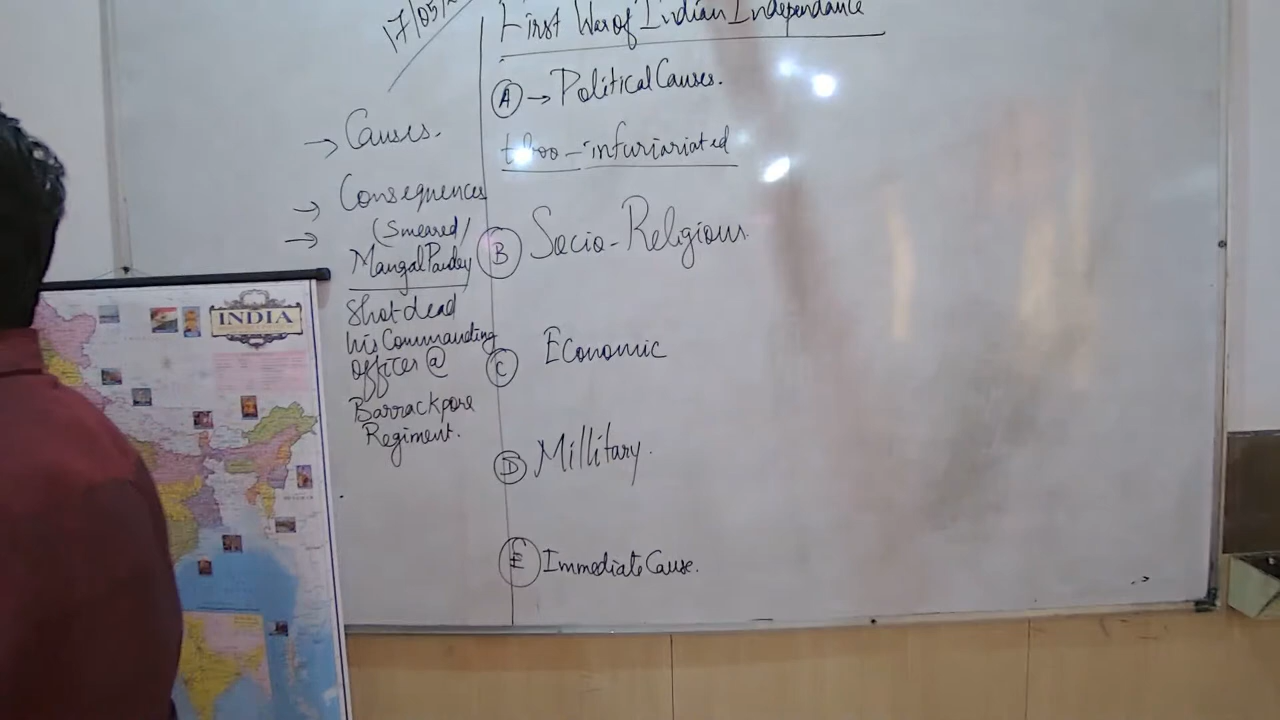 17/05/2
First War of Indian Independance
A → Political Causes.
→ Causes.
infuriariated
→ Consequences
→ (Smeared/
Mangal Pandey
Shot dead
his Commanding
officer @
Barrackpore
Regiment.
B Socio-Religious.
C Economic
D Millitary.
E Immediate Cause.
INDIA